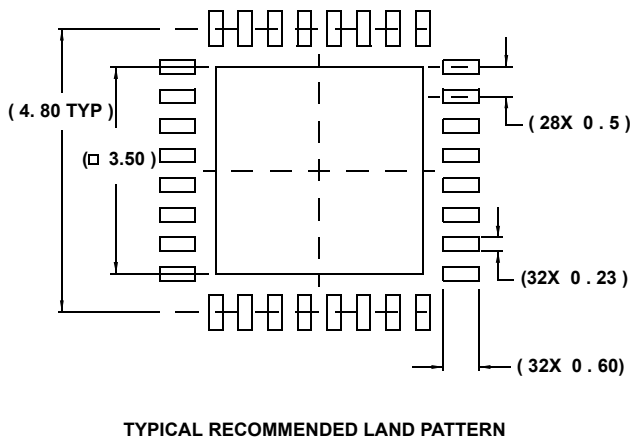 ( 4. 80 TYP )
( 28X 0 . 5 )
(□ 3.50 )
(32X 0 . 23 )
( 32X 0 . 60)
TYPICAL RECOMMENDED LAND PATTERN